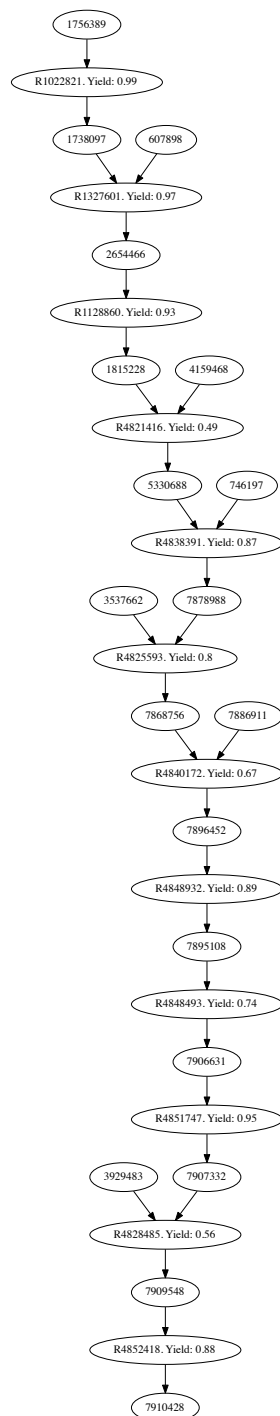 1756389
R1022821. Yield: 0.99
1738097
607898
R1327601. Yield: 0.97
2654466
R1128860. Yield: 0.93
1815228
4159468
R4821416. Yield: 0.49
5330688
746197
R4838391. Yield: 0.87
3537662
7878988
R4825593. Yield: 0.8
7868756
7886911
R4840172. Yield: 0.67
7896452
R4848932. Yield: 0.89
7895108
R4848493. Yield: 0.74
7906631
R4851747. Yield: 0.95
3929483
7907332
R4828485. Yield: 0.56
7909548
R4852418. Yield: 0.88
7910428